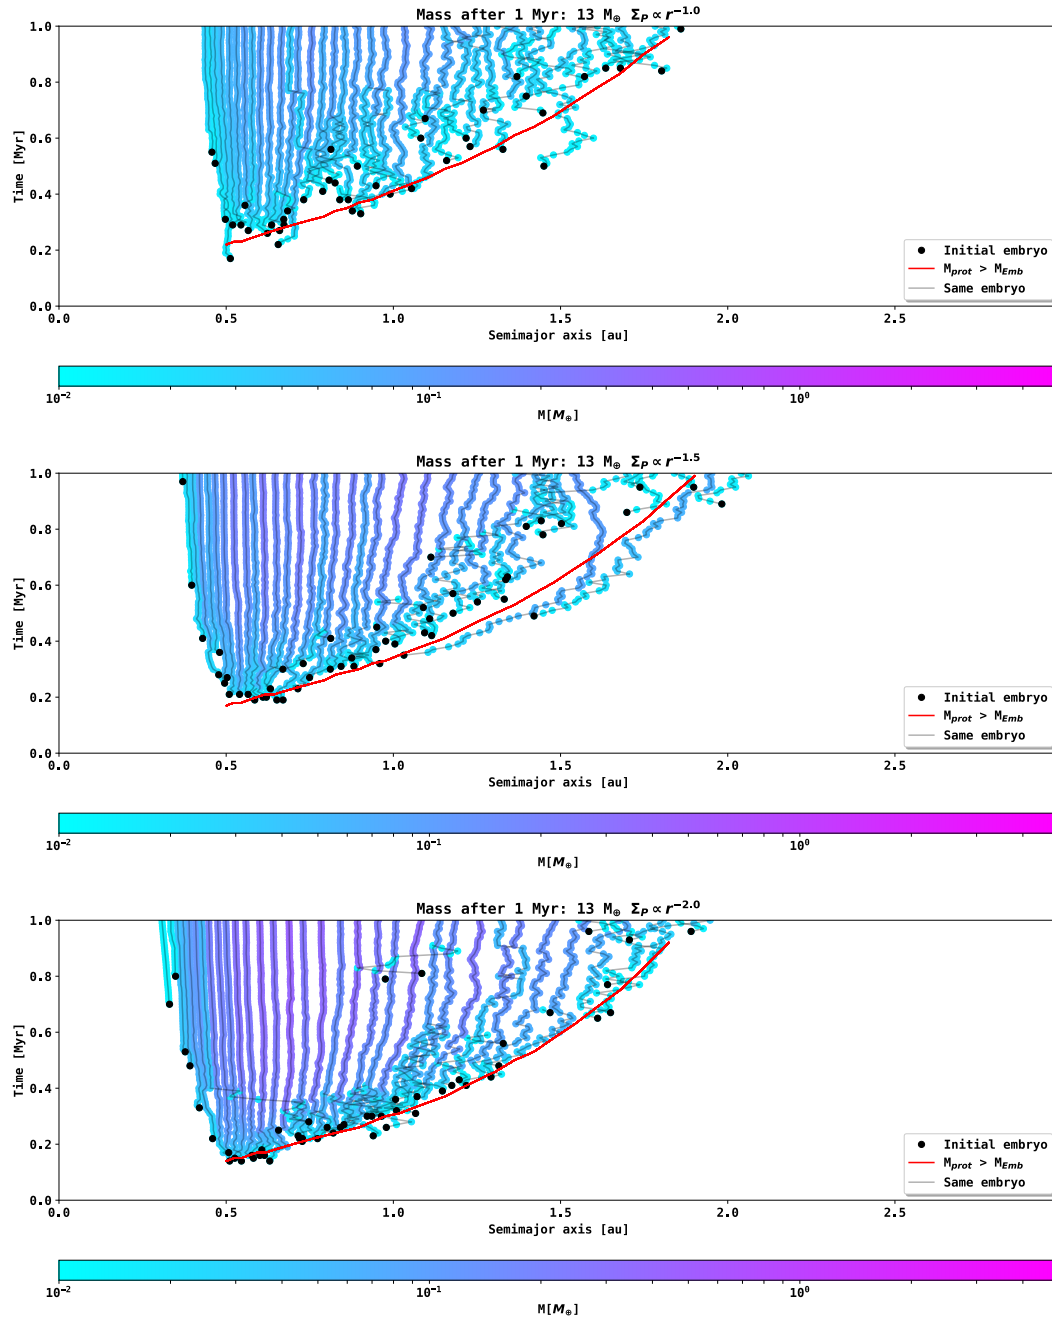 Mass after 1 Myr: 13 M⊕ Σ_P ∝ r^−1.0
1.0
0.8
0.6
0.4
0.2
0.0
Time [Myr]
Initial embryo
M_prot > M_Emb
Same embryo
0.0 0.5 1.0 1.5 2.0 2.5
Semimajor axis [au]
10^−2 10^−1 10^0
M[M⊕]
Mass after 1 Myr: 13 M⊕ Σ_P ∝ r^−1.5
1.0
0.8
0.6
0.4
0.2
0.0
Time [Myr]
Initial embryo
M_prot > M_Emb
Same embryo
0.0 0.5 1.0 1.5 2.0 2.5
Semimajor axis [au]
10^−2 10^−1 10^0
M[M⊕]
Mass after 1 Myr: 13 M⊕ Σ_P ∝ r^−2.0
1.0
0.8
0.6
0.4
0.2
0.0
Time [Myr]
Initial embryo
M_prot > M_Emb
Same embryo
0.0 0.5 1.0 1.5 2.0 2.5
Semimajor axis [au]
10^−2 10^−1 10^0
M[M⊕]